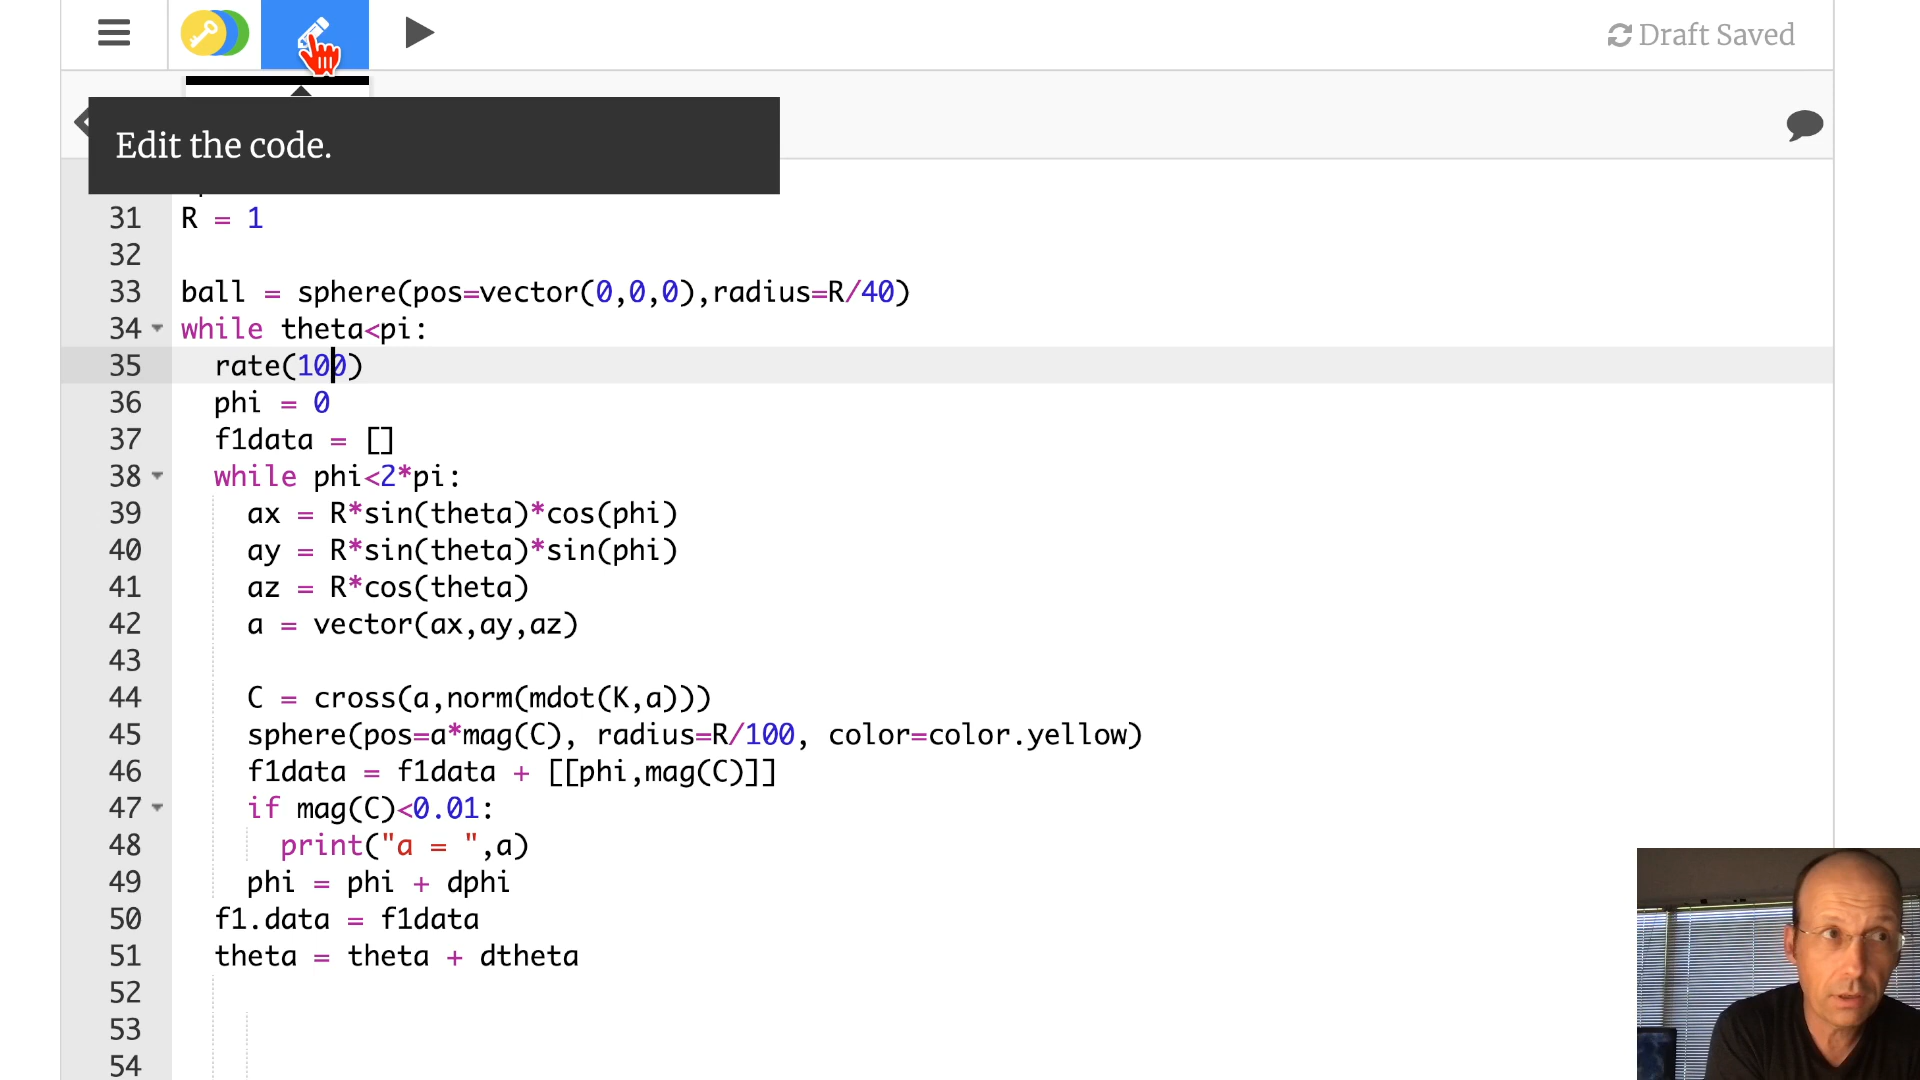 Draft Saved
Edit the code.
31 R = 1
32
33 ball = sphere(pos=vector(0,0,0),radius=R/40)
34 while theta<pi:
35 rate(100)
36 phi = 0
37 f1data = []
38 while phi<2*pi:
39 ax = R*sin(theta)*cos(phi)
40 ay = R*sin(theta)*sin(phi)
41 az = R*cos(theta)
42 a = vector(ax,ay,az)
43
44 C = cross(a,norm(mdot(K,a)))
45 sphere(pos=a*mag(C), radius=R/100, color=color.yellow)
46 f1data = f1data + [[phi,mag(C)]]
47 if mag(C)<0.01:
48 print("a = ",a)
49 phi = phi + dphi
50 f1.data = f1data
51 theta = theta + dtheta
52
53
54